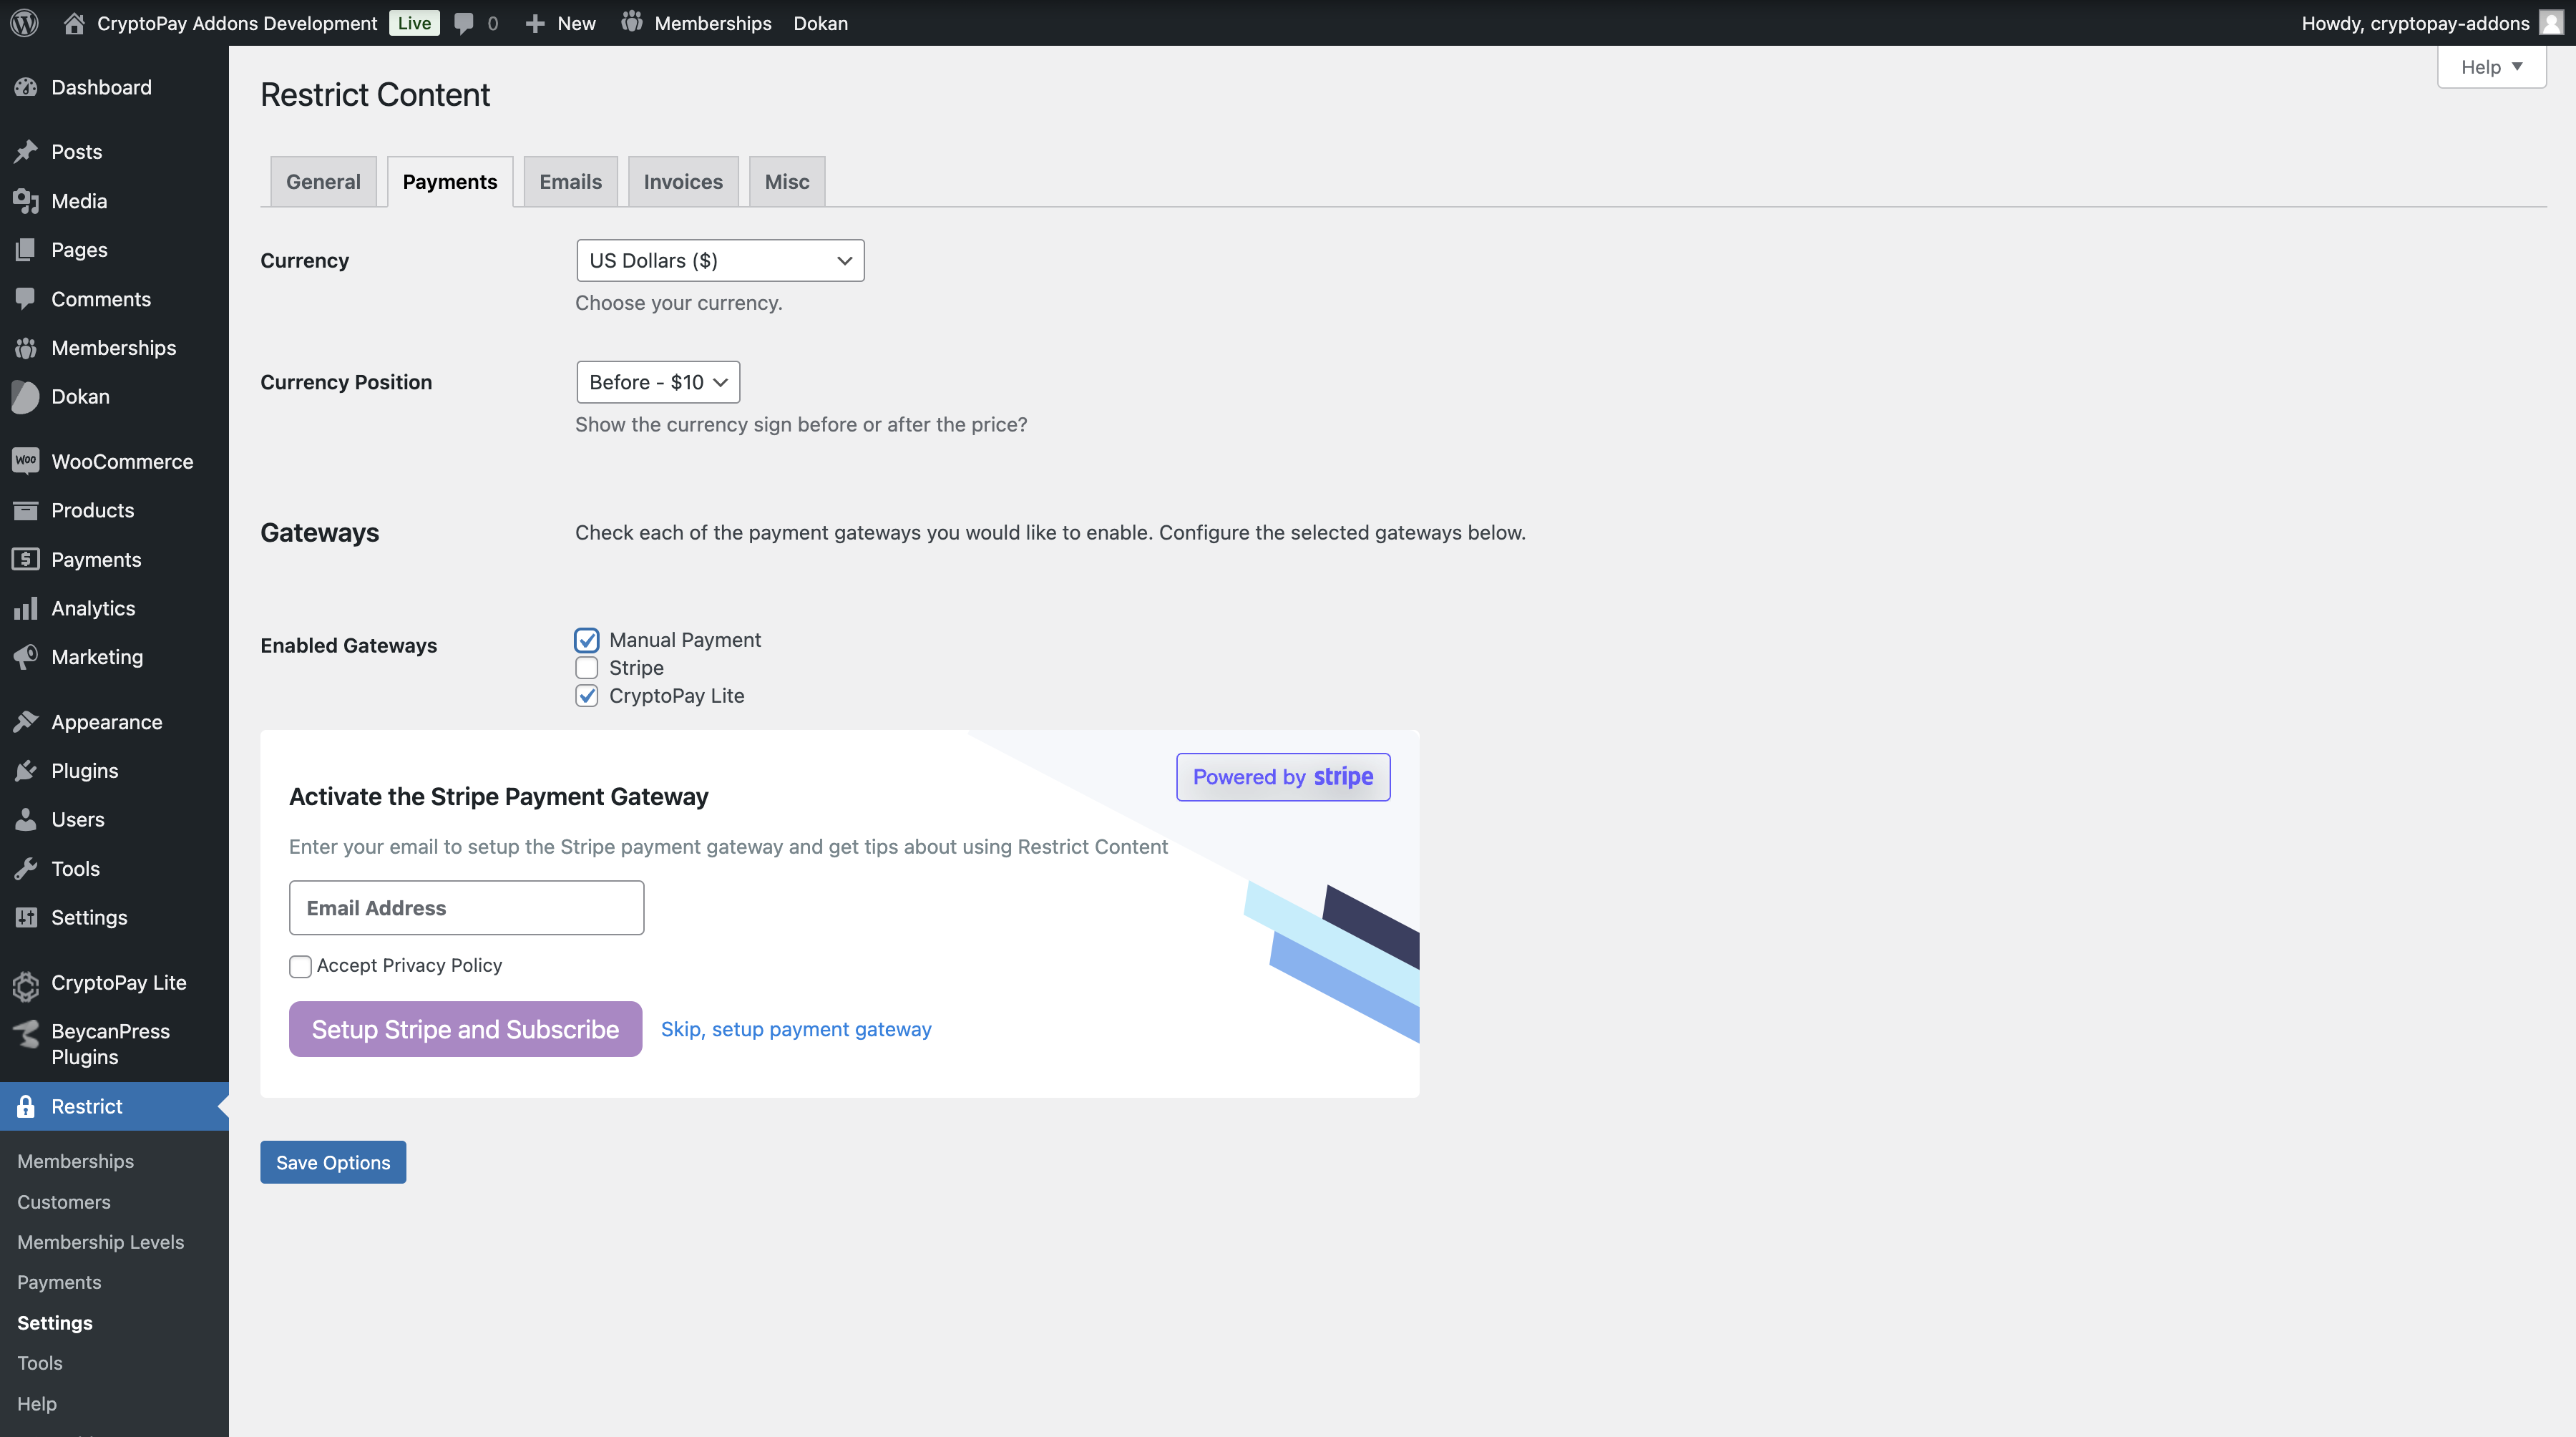 CryptoPay Addons Development Live 0 New Memberships Dokan Howdy, cryptopay-addons
Help
Dashboard
Posts
Media
Pages
Comments
Memberships
Dokan
WOO WooCommerce
Products
Payments
Analytics
Marketing
Appearance
Plugins
Users
Tools
Settings
CryptoPay Lite
BeycanPress
Plugins
Restrict
Memberships
Customers
Membership Levels
Payments
Settings
Tools
Help
Restrict Content
General Payments Emails Invoices Misc
Currency US Dollars ($)
Choose your currency.
Currency Position Before - $10
Show the currency sign before or after the price?
Gateways Check each of the payment gateways you would like to enable. Configure the selected gateways below.
Enabled Gateways Manual Payment
Stripe
CryptoPay Lite
Powered by stripe
Activate the Stripe Payment Gateway
Enter your email to setup the Stripe payment gateway and get tips about using Restrict Content
Email Address
Accept Privacy Policy
Setup Stripe and Subscribe Skip, setup payment gateway
Save Options